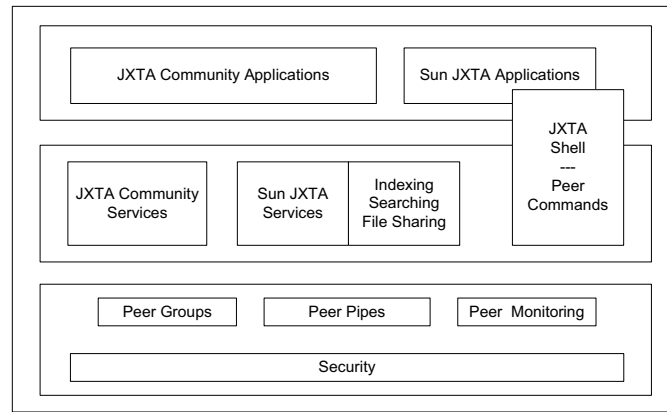 JXTA Community Applications
Sun JXTA Applications
JXTA
Shell
---
Peer
Commands
JXTA Community
Services
Sun JXTA
Services
Indexing
Searching
File Sharing
Peer Groups
Peer Pipes
Peer Monitoring
Security